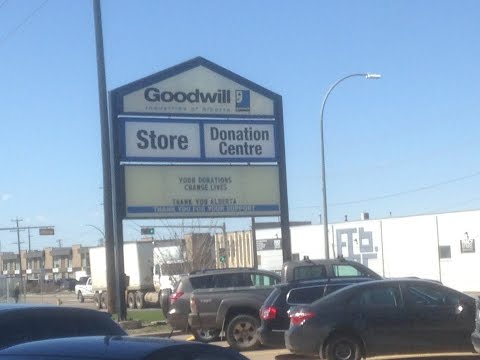 Goodwill
Industries of Alberta
Store
Donation
Centre
YOUR DONATIONS
CHANGE LIVES
THANK YOU ALBERTA
THANK YOU FOR YOUR SUPPORT